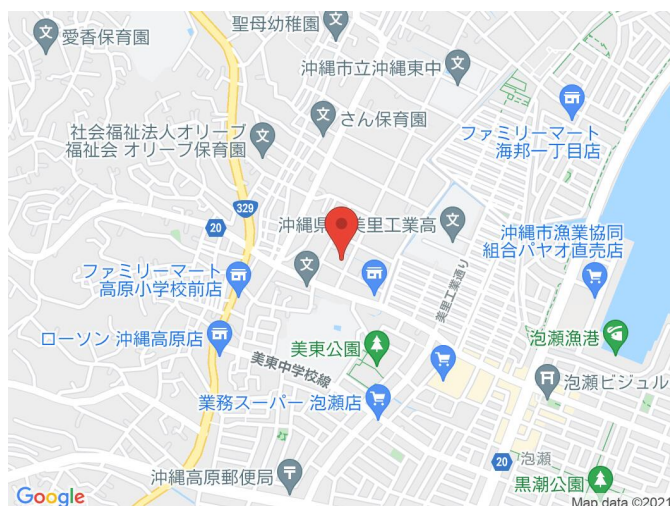 聖母幼稚園
愛香保育園
沖縄市立沖縄東中
さん保育園
社会福祉法人オリーブ
福祉会 オリーブ保育園
ファミリーマート
海邦一丁目店
329
20
沖縄県
美里工業高
沖縄市漁業協同
組合パヤオ直売店
ファミリーマート
高原小学校前店
美里工業通り
ローソン 沖縄高原店
泡瀬漁港
美東公園
美東中学校線
泡瀬ビジュル
業務スーパー 泡瀬店
20
泡瀬
沖縄高原郵便局
黒潮公園
Google
Map data ©2021